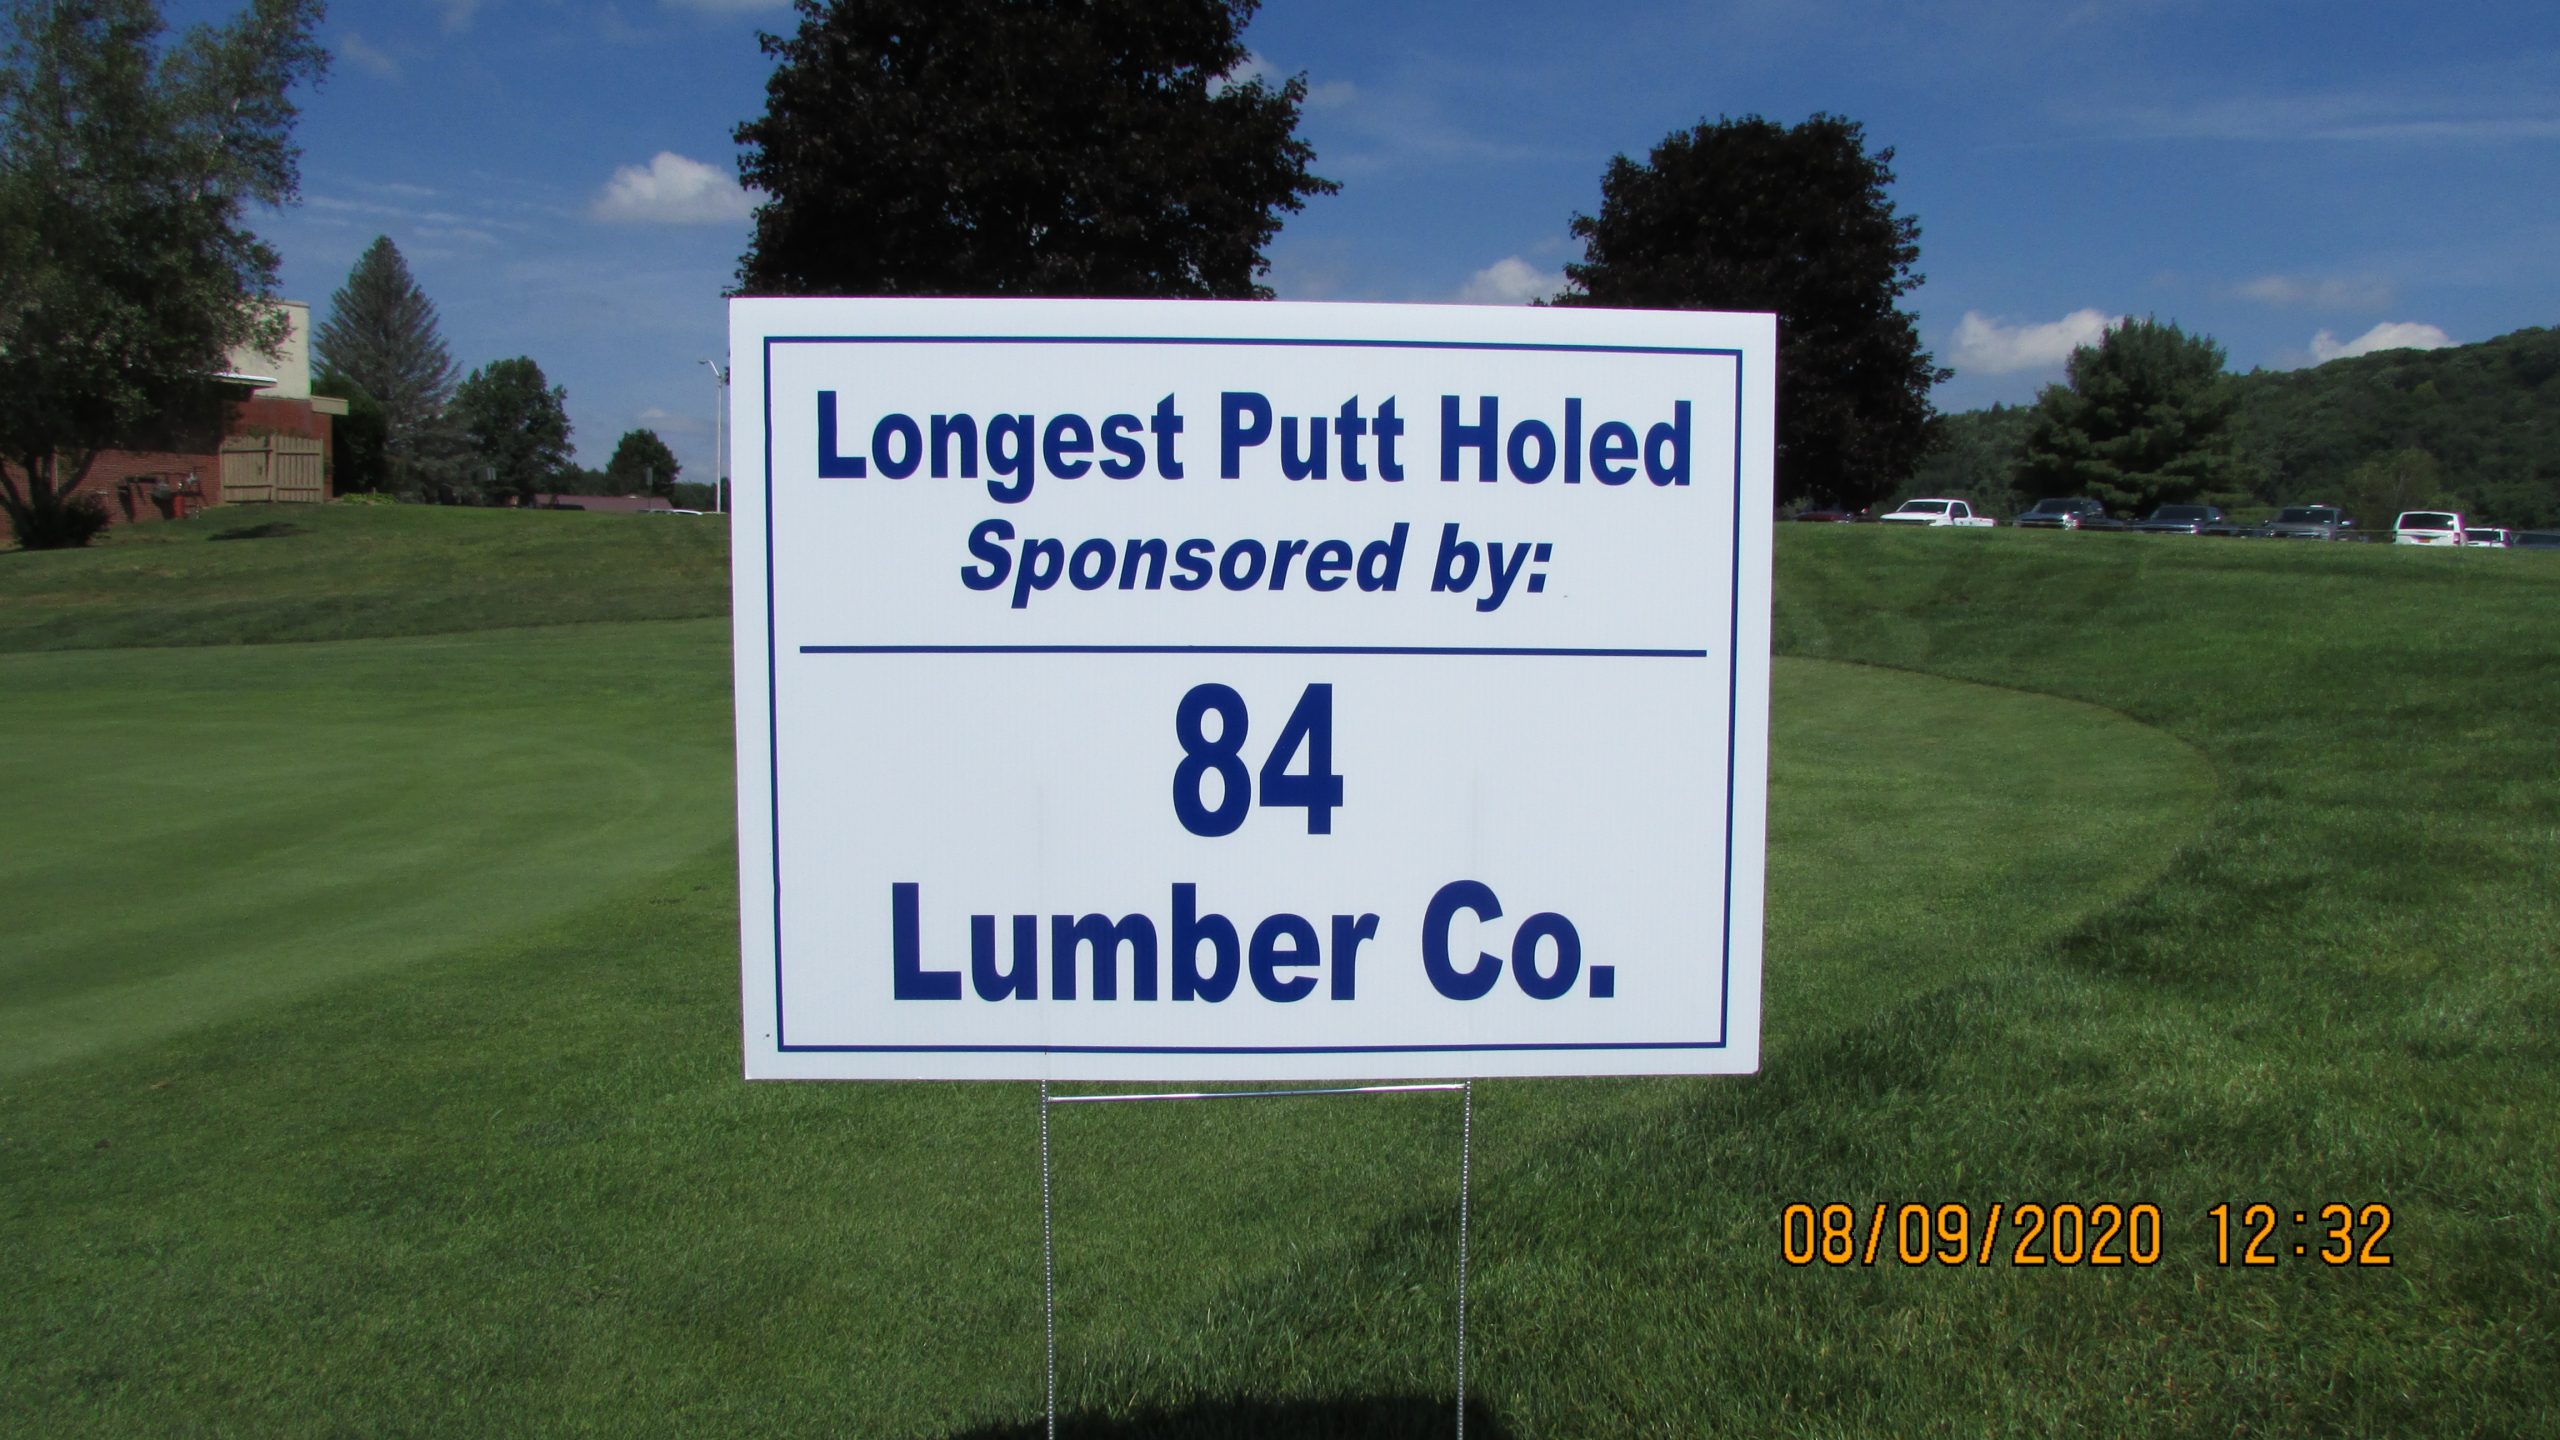 Longest Putt Holed
Sponsored by:
84
Lumber Co.
08/09/2020 12:32